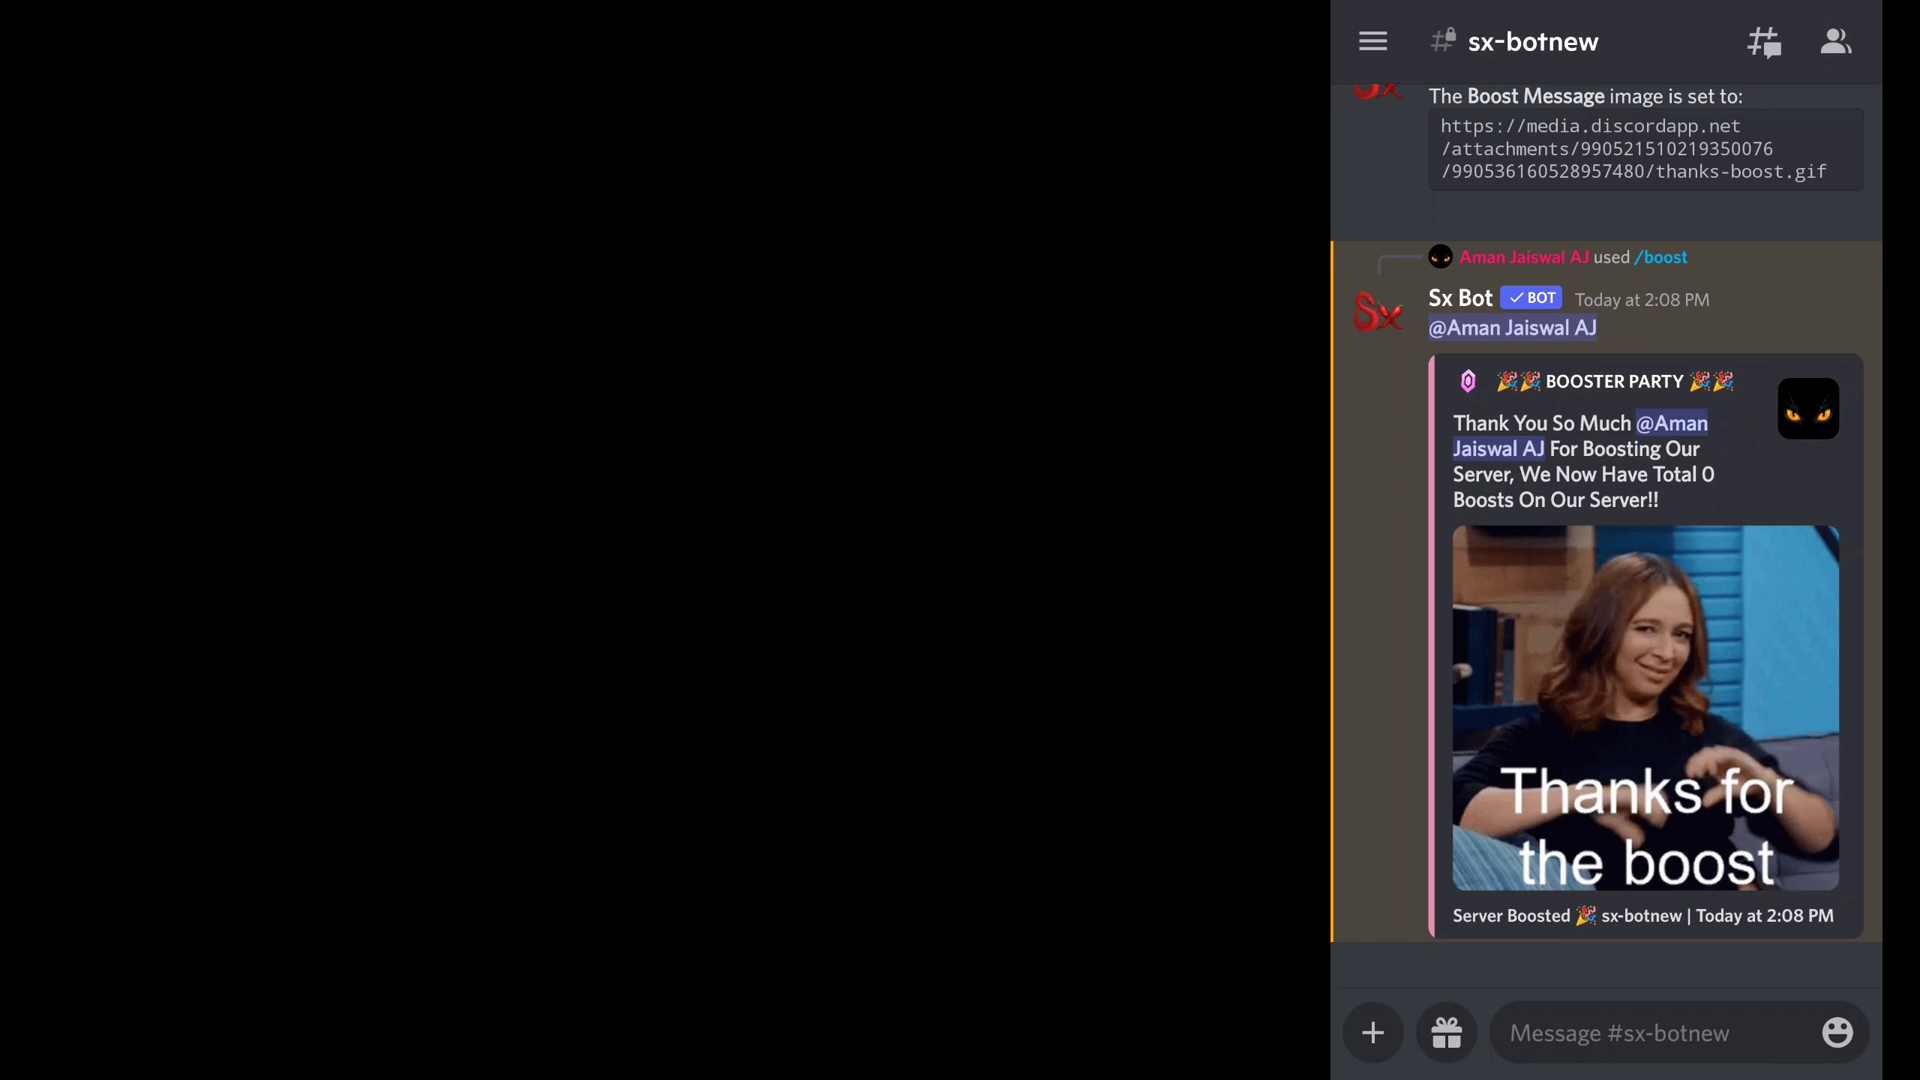 sx-botnew
The Boost Message image is set to:
https://media.discordapp.net
/attachments/990521510219350076
/990536160528957480/thanks-boost.gif
Aman Jaiswal AJ used /boost
Sx Bot BOT Today at 2:08 PM
@Aman Jaiswal AJ
🎉🎉 BOOSTER PARTY 🎉🎉
Thank You So Much @Aman
Jaiswal AJ For Boosting Our
Server, We Now Have Total 0
Boosts On Our Server!!
Thanks for
the boost
Server Boosted 🎉 sx-botnew | Today at 2:08 PM
Message #sx-botnew